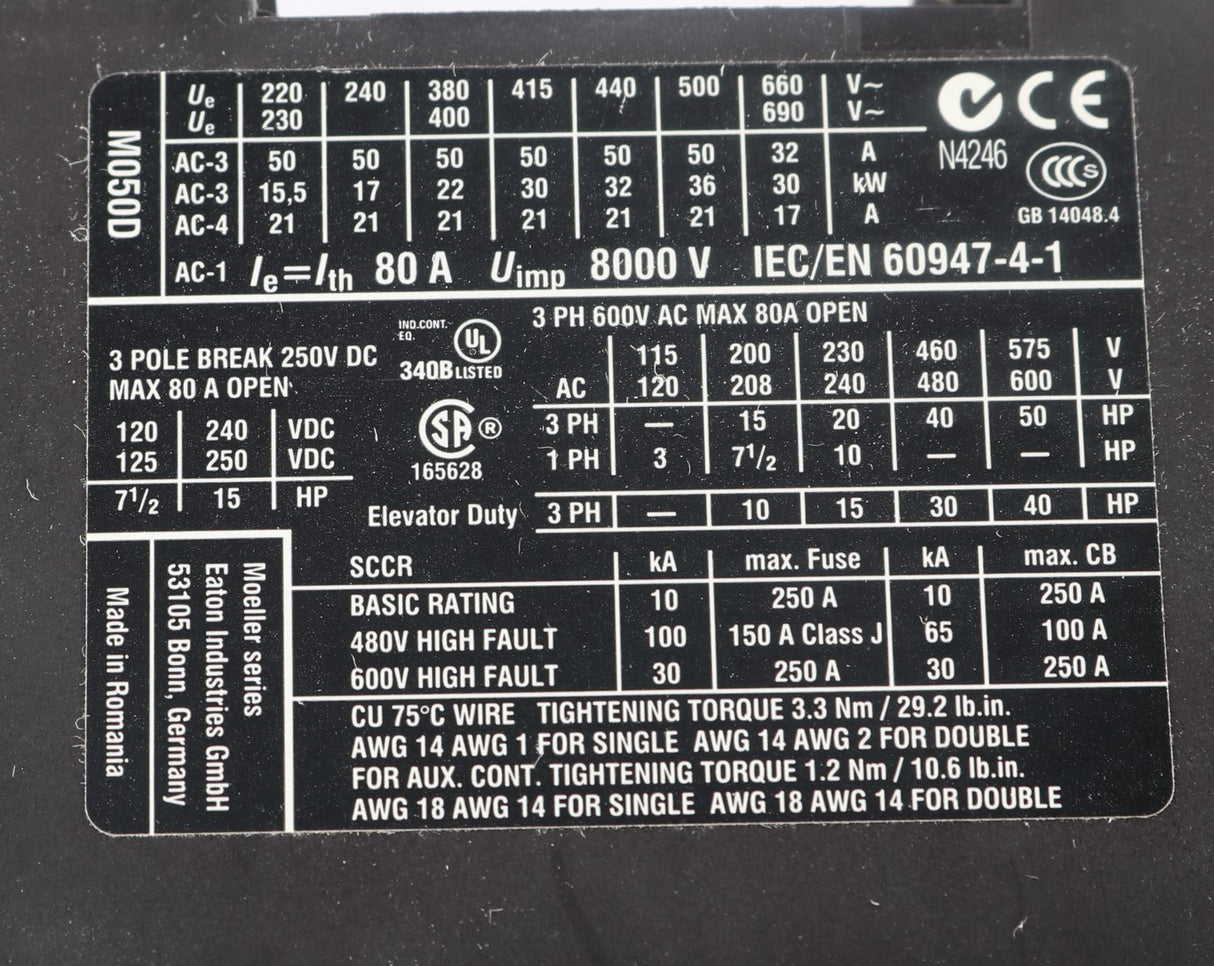 M050D
Ue 220 240 380 415 440 500 660 V~
Ue 230 400 690 V~
AC-3 50 50 50 50 50 50 32 A
AC-3 15,5 17 22 30 32 36 30 kW
AC-4 21 21 21 21 21 21 17 A
AC-1 Ie=Ith 80 A Uimp 8000 V IEC/EN 60947-4-1
CE
N4246
CCC S
GB 14048.4
3 POLE BREAK 250V DC
MAX 80 A OPEN
120 240 VDC
125 250 VDC
7 1/2 15 HP
IND.CONT.
EQ.
UL
340B LISTED
SA ®
165628
3 PH 600V AC MAX 80A OPEN
115 200 230 460 575 V
AC 120 208 240 480 600 V
3 PH — 15 20 40 50 HP
1 PH 3 7 1/2 10 — — HP
Elevator Duty 3 PH — 10 15 30 40 HP
SCCR kA max. Fuse kA max. CB
BASIC RATING 10 250 A 10 250 A
480V HIGH FAULT 100 150 A Class J 65 100 A
600V HIGH FAULT 30 250 A 30 250 A
CU 75°C WIRE TIGHTENING TORQUE 3.3 Nm / 29.2 lb.in.
AWG 14 AWG 1 FOR SINGLE AWG 14 AWG 2 FOR DOUBLE
FOR AUX. CONT. TIGHTENING TORQUE 1.2 Nm / 10.6 lb.in.
AWG 18 AWG 14 FOR SINGLE AWG 18 AWG 14 FOR DOUBLE
Moeller series
Eaton Industries GmbH
53105 Bonn, Germany
Made in Romania